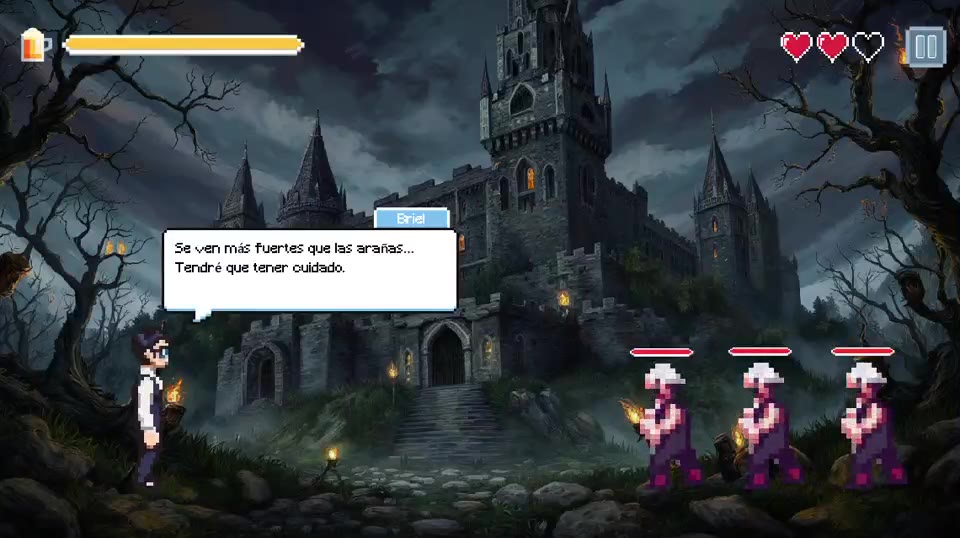 Briel
Se ven más fuertes que las arañas...
Tendré que tener cuidado.